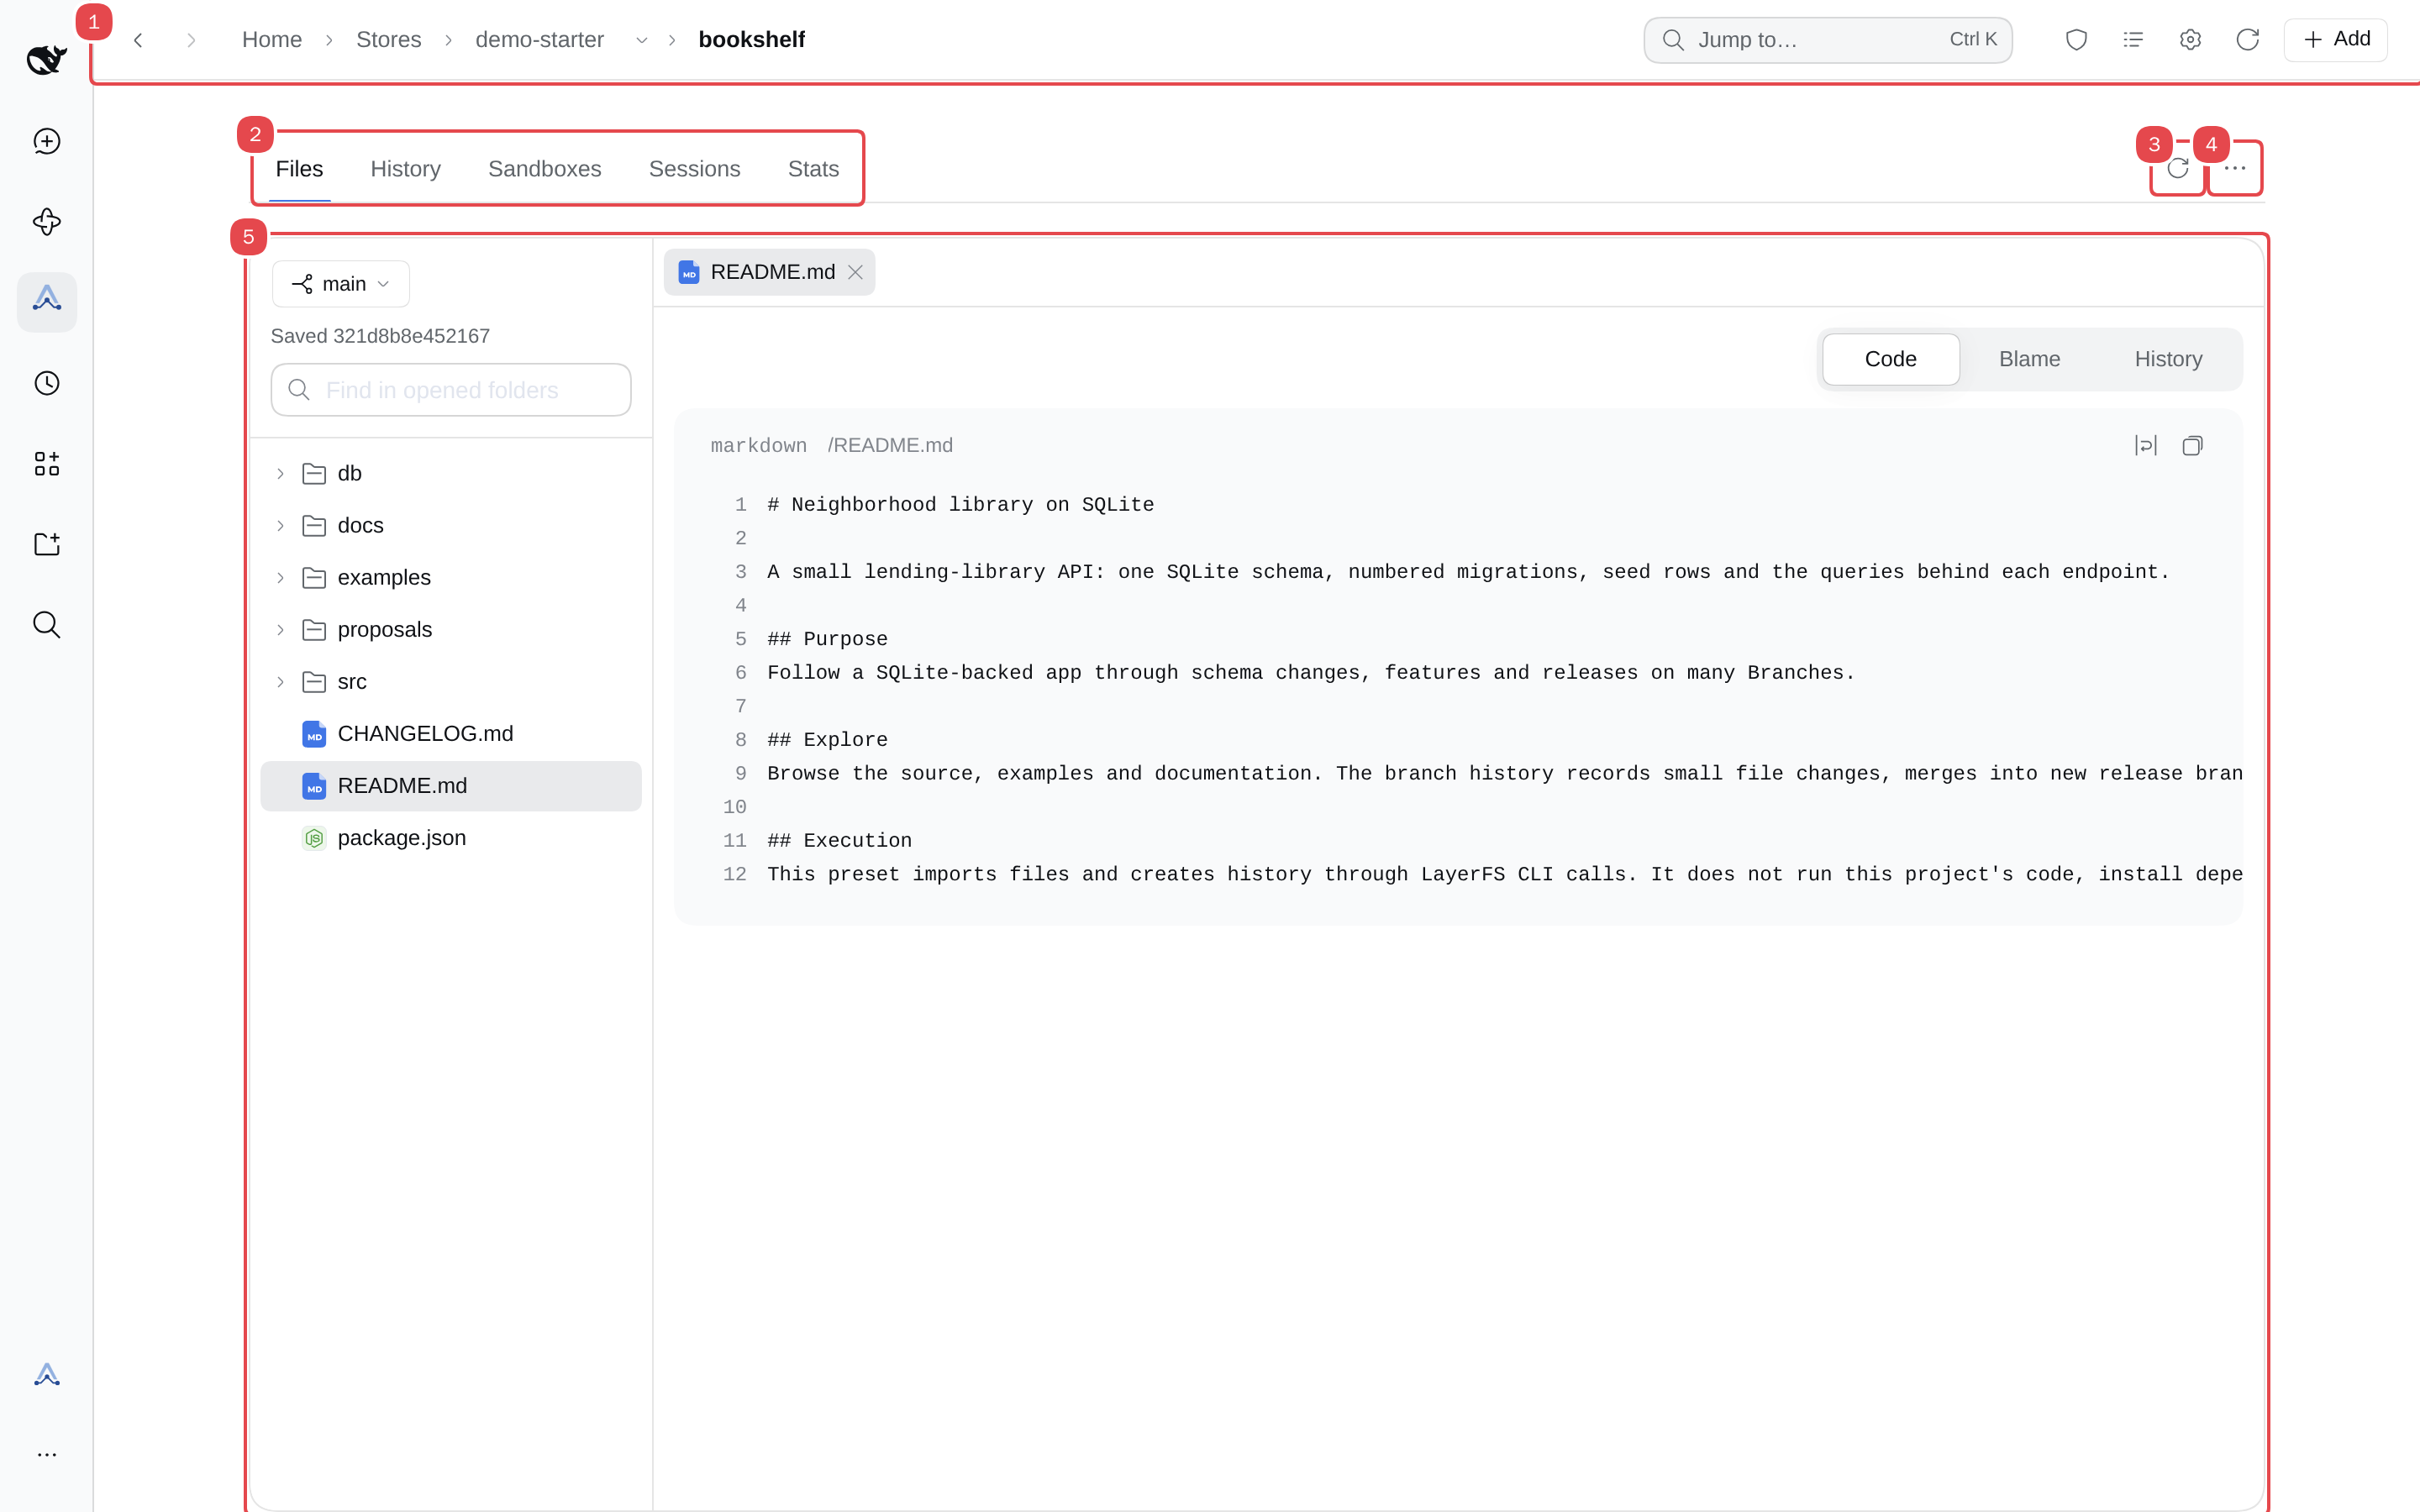 1
Home
Stores
demo-starter
bookshelf
Jump to…
Ctrl K
Add
2
Files
History
Sandboxes
Sessions
Stats
3
4
5
main
Saved 321d8b8e452167
Find in opened folders
db
docs
examples
proposals
src
MD CHANGELOG.md
MD README.md
JS package.json
MD README.md
Code
Blame
History
markdown /README.md
1 # Neighborhood library on SQLite
2
3 A small lending-library API: one SQLite schema, numbered migrations, seed rows and the queries behind each endpoint.
4
5 ## Purpose
6 Follow a SQLite-backed app through schema changes, features and releases on many Branches.
7
8 ## Explore
9 Browse the source, examples and documentation. The branch history records small file changes, merges into new release bran
10
11 ## Execution
12 This preset imports files and creates history through LayerFS CLI calls. It does not run this project's code, install depe